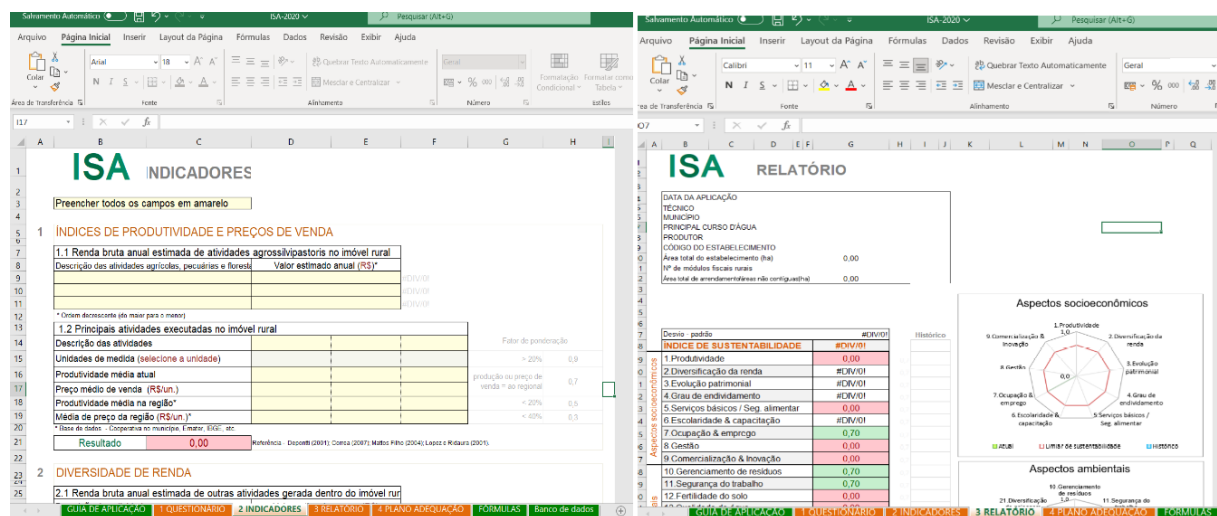 Salvamento Automático
ISA-2020
Pesquisar (Alt+G)
Arquivo Página Inicial Inserir Layout da Página Fórmulas Dados Revisão Exibir Ajuda
Colar
Arial 18
N I S
Quebrar Texto Automaticamente
Mesclar e Centralizar
Geral
Formatação Condicional
Formatar como Tabela
Área de Transferência Fonte Alinhamento Número Estilos
I17
A B C D E F G H I
ISA INDICADORES
Preencher todos os campos em amarelo
1 ÍNDICES DE PRODUTIVIDADE E PREÇOS DE VENDA
1.1 Renda bruta anual estimada de atividades agrossilvipastoris no imóvel rural
Descrição das atividades agrícolas, pecuárias e floresta Valor estimado anual (R$)*
#DIV/0!
#DIV/0!
#DIV/0!
* Ordem decrescente (do maior para o menor)
1.2 Principais atividades executadas no imóvel rural
Descrição das atividades Fator de ponderação
Unidades de medida (selecione a unidade) > 20% 0,9
Produtividade média atual
produção ou preço de venda = ao regional 0,7
Preço médio de venda (R$/un.)
Produtividade média na região* < 20% 0,5
Média de preço da região (R$/un.)* < 40% 0,3
* Base de dados - Cooperativa no município, Emater, IBGE, etc.
Resultado 0,00
2 DIVERSIDADE DE RENDA
2.1 Renda bruta anual estimada de outras atividades gerada dentro do imóvel rur
GUIA DE APLICAÇÃO 1 QUESTIONÁRIO 2 INDICADORES 3 RELATÓRIO 4 PLANO ADEQUAÇÃO FÓRMULAS Banco de dados
Salvamento Automático
ISA-2020
Pesquisar (Alt+G)
Arquivo Página Inicial Inserir Layout da Página Fórmulas Dados Revisão Exibir Ajuda
Colar
Calibri 11
N I S
Quebrar Texto Automaticamente
Mesclar e Centralizar
Geral
Fonte Alinhamento Número
O7
A B C D E F G H I J K L M N O P Q
ISA RELATÓRIO
DATA DA APLICAÇÃO
TÉCNICO
MUNICÍPIO
PRINCIPAL CURSO D'ÁGUA
PRODUTOR
CÓDIGO DO ESTABELECIMENTO
Área total do estabelecimento (ha) 0,00
Nº de módulos fiscais rurais
Área total de arrendamento/áreas não contíguas(ha) 0,00
Desvio - padrão #DIV/0! Histórico
ÍNDICE DE SUSTENTABILIDADE #DIV/0!
Aspectos socioeconômicos
1.Produtividade 0,00
2.Diversificação da renda #DIV/0!
3.Evolução patrimonial #DIV/0!
4.Grau de endividamento #DIV/0!
5.Serviços básicos / Seg. alimentar 0,00
6.Escolaridade & capacitação #DIV/0!
7.Ocupação & emprego 0,70
8 Gestão 0,00
9.Comercialização & Inovação 0,00
10.Gerenciamento de resíduos 0,70
11.Segurança do trabalho 0,70
12.Fertilidade do solo 0,00
Aspectos socioeconômicos
1.Produtividade
1,0
2.Diversificação da renda
3.Evolução patrimonial
4.Grau de endividamento
5.Serviços básicos / Seg. alimentar
6.Escolaridade & capacitação
7.Ocupação & emprego
8.Gestão
9.Comercialização & Inovação
0,0
Atual Limiar de sustentabilidade Histórico
Aspectos ambientais
10.Gerenciamento de resíduos
1,0
21.Diversificação
11.Segurança do
GUIA DE APLICAÇÃO 1 QUESTIONÁRIO 2 INDICADORES 3 RELATÓRIO 4 PLANO ADEQUAÇÃO FÓRMULAS